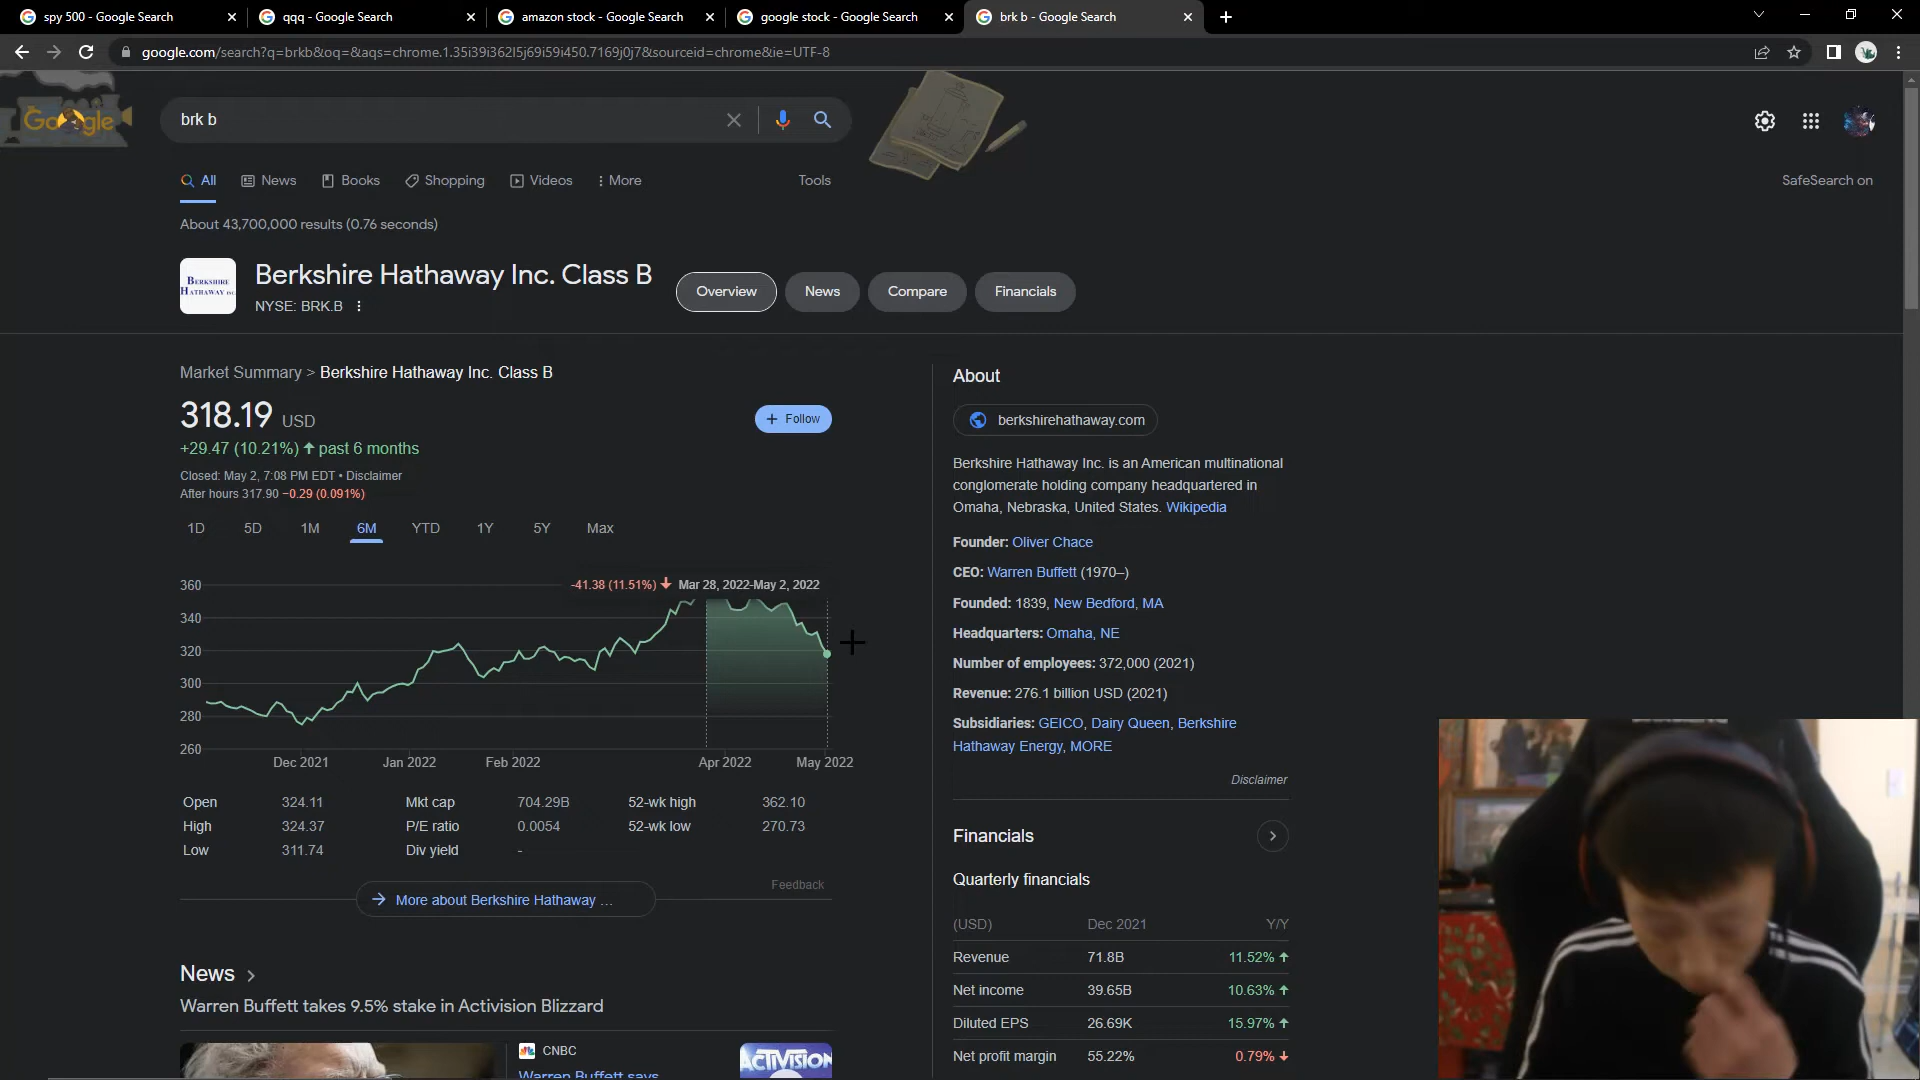 spy 500 - Google Search
qqq - Google Search
amazon stock - Google Search
google stock - Google Search
brk b - Google Search
google.com/search?q=brkb&oq=&aqs=chrome.1.35i39i362l5j69i59i450.7169j0j7&sourceid=chrome&ie=UTF-8
Google
brk b
All
News
Books
Shopping
Videos
More
Tools
SafeSearch on
About 43,700,000 results (0.76 seconds)
BERKSHIRE
HATHAWAY INC.
Berkshire Hathaway Inc. Class B
NYSE: BRK.B
Overview
News
Compare
Financials
Market Summary > Berkshire Hathaway Inc. Class B
318.19 USD
+ Follow
+29.47 (10.21%) ↑ past 6 months
Closed: May 2, 7:08 PM EDT • Disclaimer
After hours 317.90 −0.29 (0.091%)
1D 5D 1M 6M YTD 1Y 5Y Max
-41.38 (11.51%) ↓ Mar 28, 2022-May 2, 2022
360
340
320
300
280
260
Dec 2021 Jan 2022 Feb 2022 Apr 2022 May 2022
Open 324.11 Mkt cap 704.29B 52-wk high 362.10
High 324.37 P/E ratio 0.0054 52-wk low 270.73
Low 311.74 Div yield -
Feedback
→ More about Berkshire Hathaway ...
News >
Warren Buffett takes 9.5% stake in Activision Blizzard
CNBC
Warren Buffett says
ACTIVISION
About
berkshirehathaway.com
Berkshire Hathaway Inc. is an American multinational
conglomerate holding company headquartered in
Omaha, Nebraska, United States. Wikipedia
Founder: Oliver Chace
CEO: Warren Buffett (1970–)
Founded: 1839, New Bedford, MA
Headquarters: Omaha, NE
Number of employees: 372,000 (2021)
Revenue: 276.1 billion USD (2021)
Subsidiaries: GEICO, Dairy Queen, Berkshire
Hathaway Energy, MORE
Disclaimer
Financials
Quarterly financials
(USD) Dec 2021 Y/Y
Revenue 71.8B 11.52% ↑
Net income 39.65B 10.63% ↑
Diluted EPS 26.69K 15.97% ↑
Net profit margin 55.22% 0.79% ↓